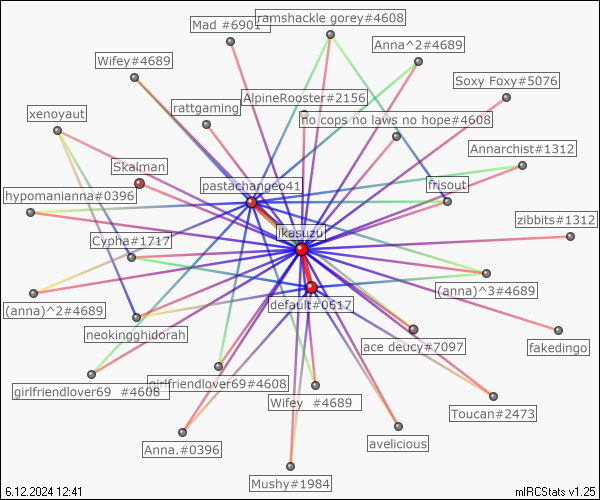 Mad #6901
ramshackle gorey#4608
Anna^2#4689
Wifey#4689
Soxy Foxy#5076
AlpineRooster#2156
rattgaming
no cops no laws no hope#4608
xenoyaut
Annarchist#1312
Skalman
pastachangeo41
frisout
hypomanianna#0396
zibbits#1312
jkasuzu
Cypha#1717
(anna)^3#4689
(anna)^2#4689
default#0617
neokingghidorah
ace deucy#7097
fakedingo
girlfriendlover69 #4608
girlfriendlover69#4608
Wifey #4689
Toucan#2473
Anna.#0396
avelicious
Mushy#1984
6.12.2024 12:41
mIRCStats v1.25